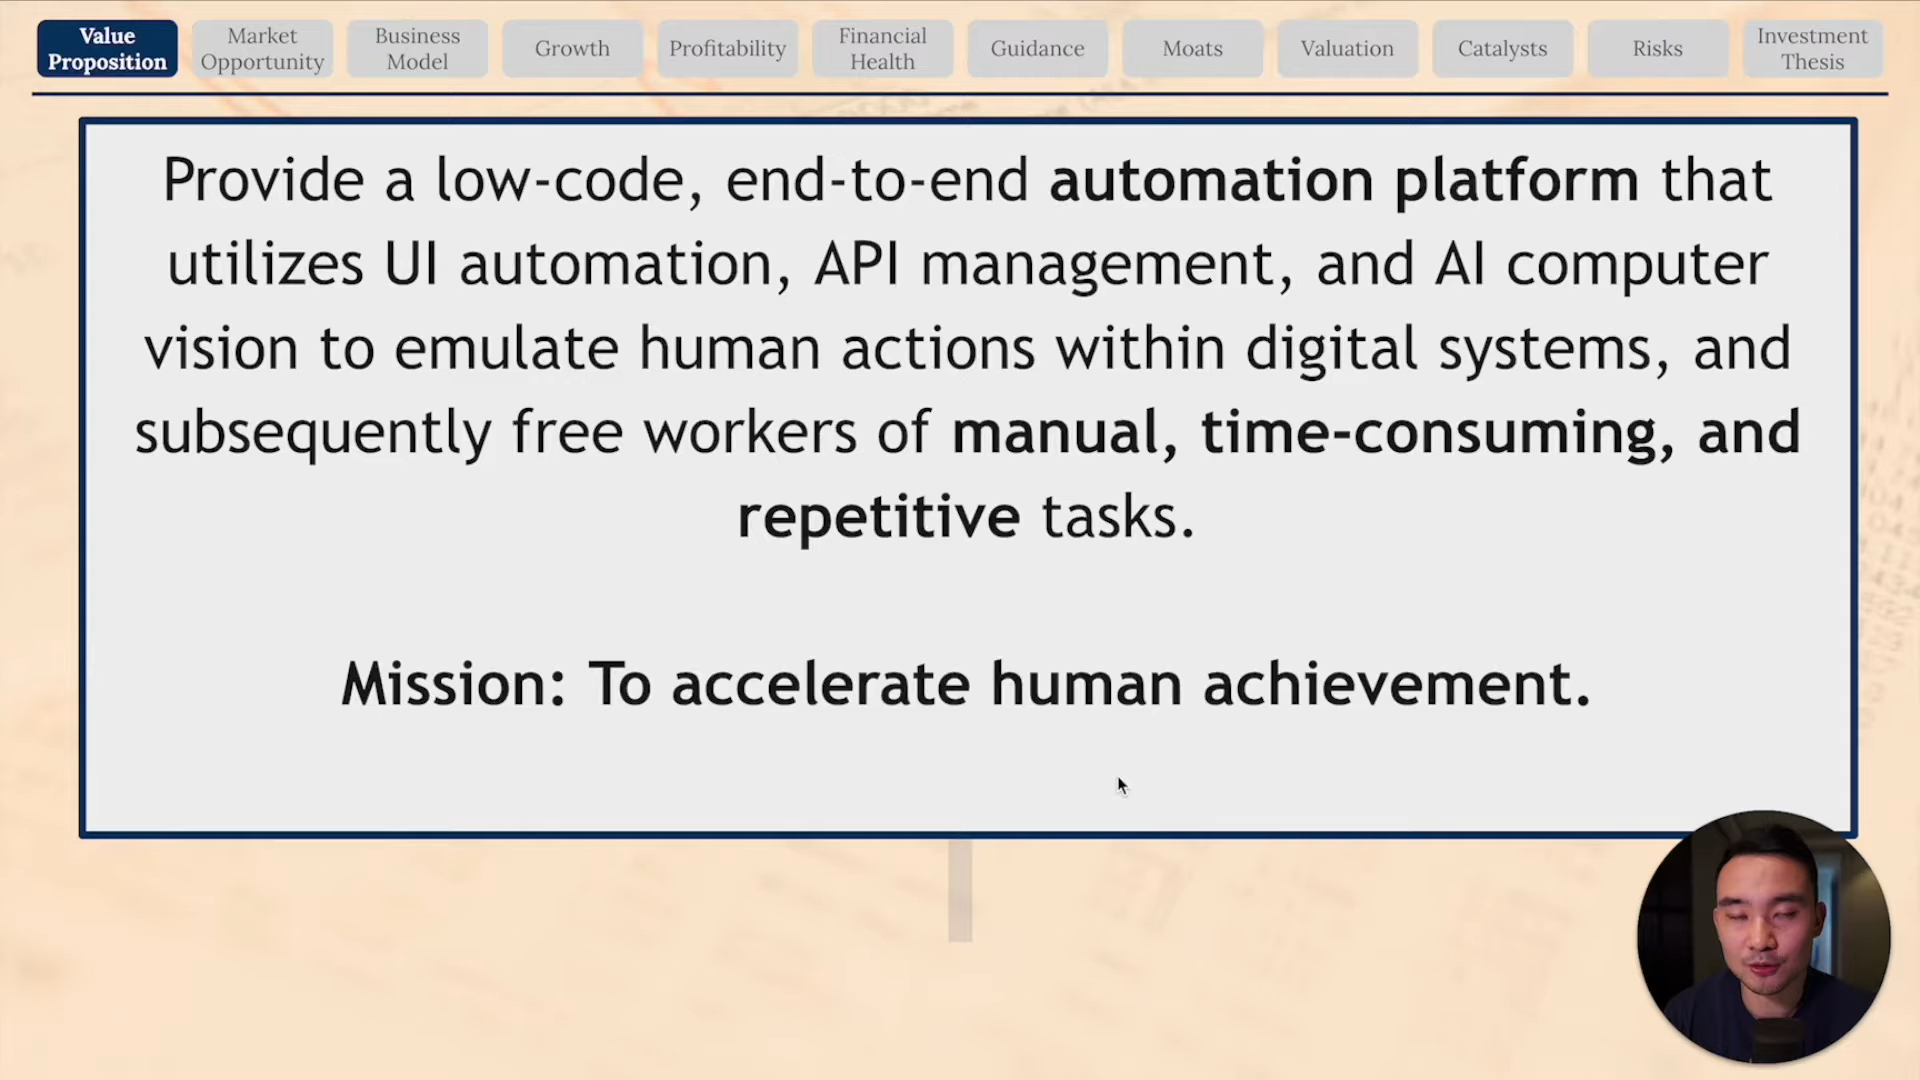 Value
Proposition
Market
Opportunity
Business
Model
Growth
Profitability
Financial
Health
Guidance
Moats
Valuation
Catalysts
Risks
Investment
Thesis
Provide a low-code, end-to-end automation platform that
utilizes UI automation, API management, and AI computer
vision to emulate human actions within digital systems, and
subsequently free workers of manual, time-consuming, and
repetitive tasks.
Mission: To accelerate human achievement.